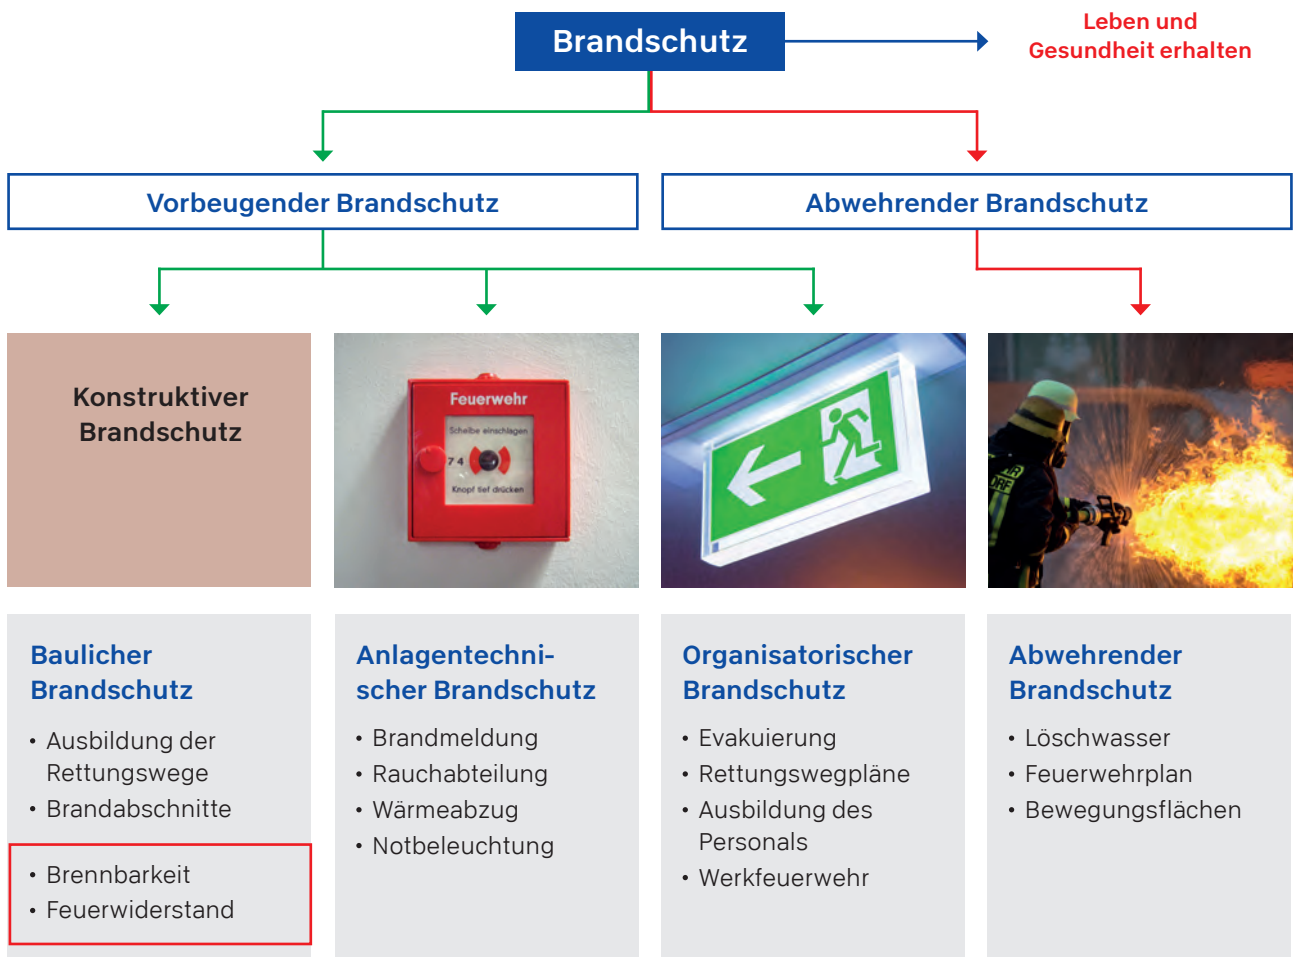 Brandschutz
Leben und
Gesundheit erhalten
Vorbeugender Brandschutz
Abwehrender Brandschutz
Konstruktiver
Brandschutz
Feuerwehr
Scheibe einschlagen
74
Knopf tief drücken
Baulicher
Brandschutz
• Ausbildung der
Rettungswege
• Brandabschnitte
• Brennbarkeit
• Feuerwiderstand
Anlagentechni-
scher Brandschutz
• Brandmeldung
• Rauchabteilung
• Wärmeabzug
• Notbeleuchtung
Organisatorischer
Brandschutz
• Evakuierung
• Rettungswegpläne
• Ausbildung des
Personals
• Werkfeuerwehr
Abwehrender
Brandschutz
• Löschwasser
• Feuerwehrplan
• Bewegungsflächen